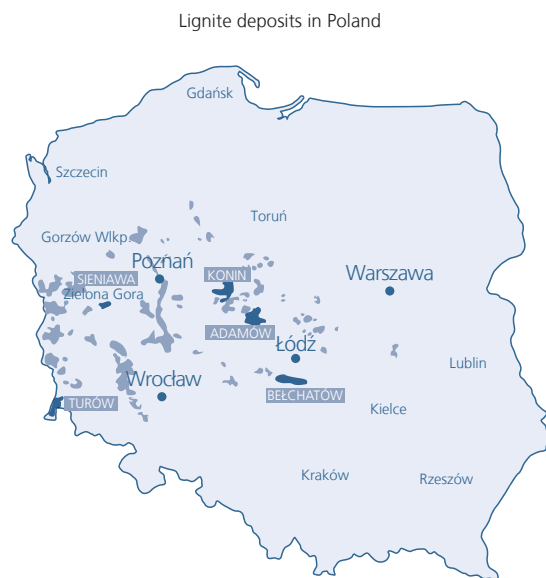 Lignite deposits in Poland
Gdańsk
Szczecin
Toruń
Gorzów Wlkp.
Poznań
SIENIAWA
KONIN
Warszawa
Zielona Gora
ADAMÓW
Łódź
Lublin
Wrocław
BEŁCHATÓW
TURÓW
Kielce
Kraków
Rzeszów